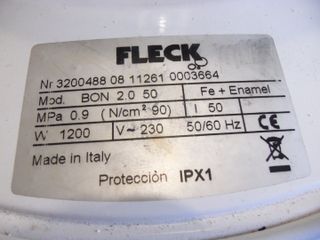 FLECK
Nr 3200488 08 11261 0003664
Mod. BON 2.0 50 Fe + Enamel
MPa 0.9 (N/cm² 90) l 50
W 1200 V~230 50/60 Hz CE
Made in Italy
Protección IPX1